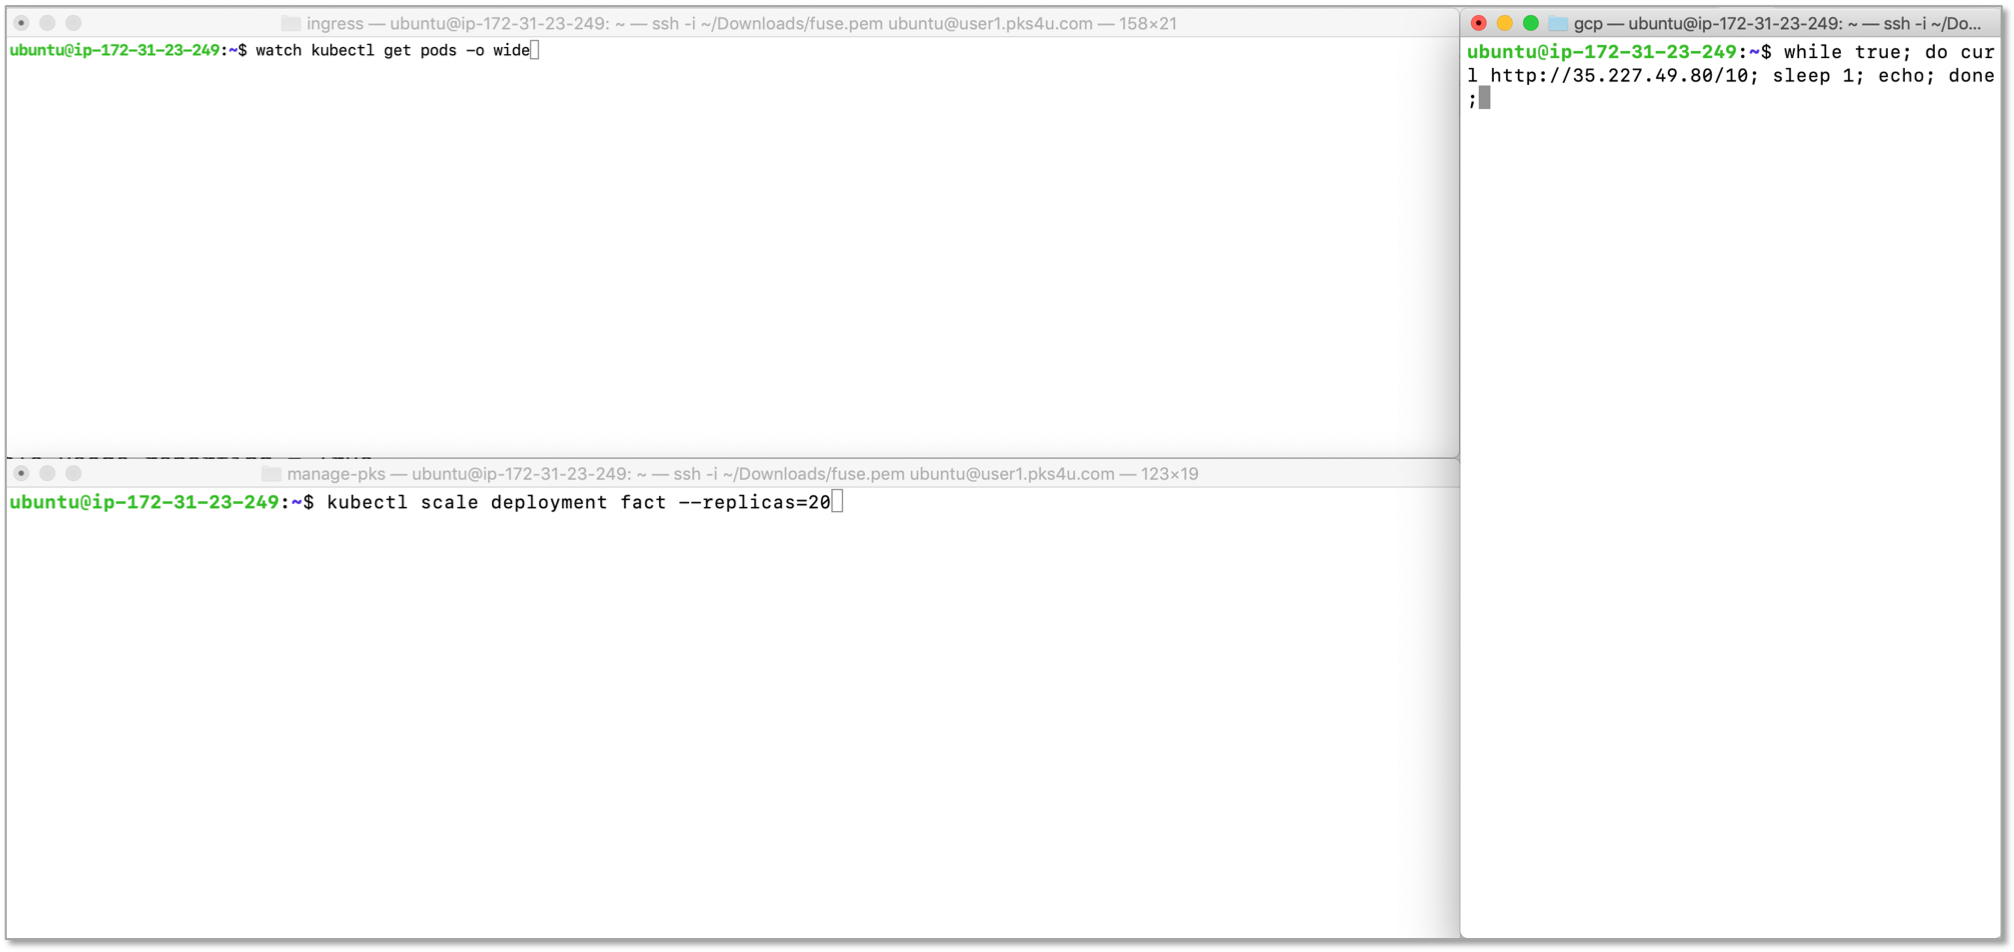 ingress — ubuntu@ip-172-31-23-249: ~ — ssh -i ~/Downloads/fuse.pem ubuntu@user1.pks4u.com — 158×21
ubuntu@ip-172-31-23-249:~$ watch kubectl get pods -o wide
manage-pks — ubuntu@ip-172-31-23-249: ~ — ssh -i ~/Downloads/fuse.pem ubuntu@user1.pks4u.com — 123×19
ubuntu@ip-172-31-23-249:~$ kubectl scale deployment fact --replicas=20
gcp — ubuntu@ip-172-31-23-249: ~ — ssh -i ~/Do...
ubuntu@ip-172-31-23-249:~$ while true; do cur
l http://35.227.49.80/10; sleep 1; echo; done
;